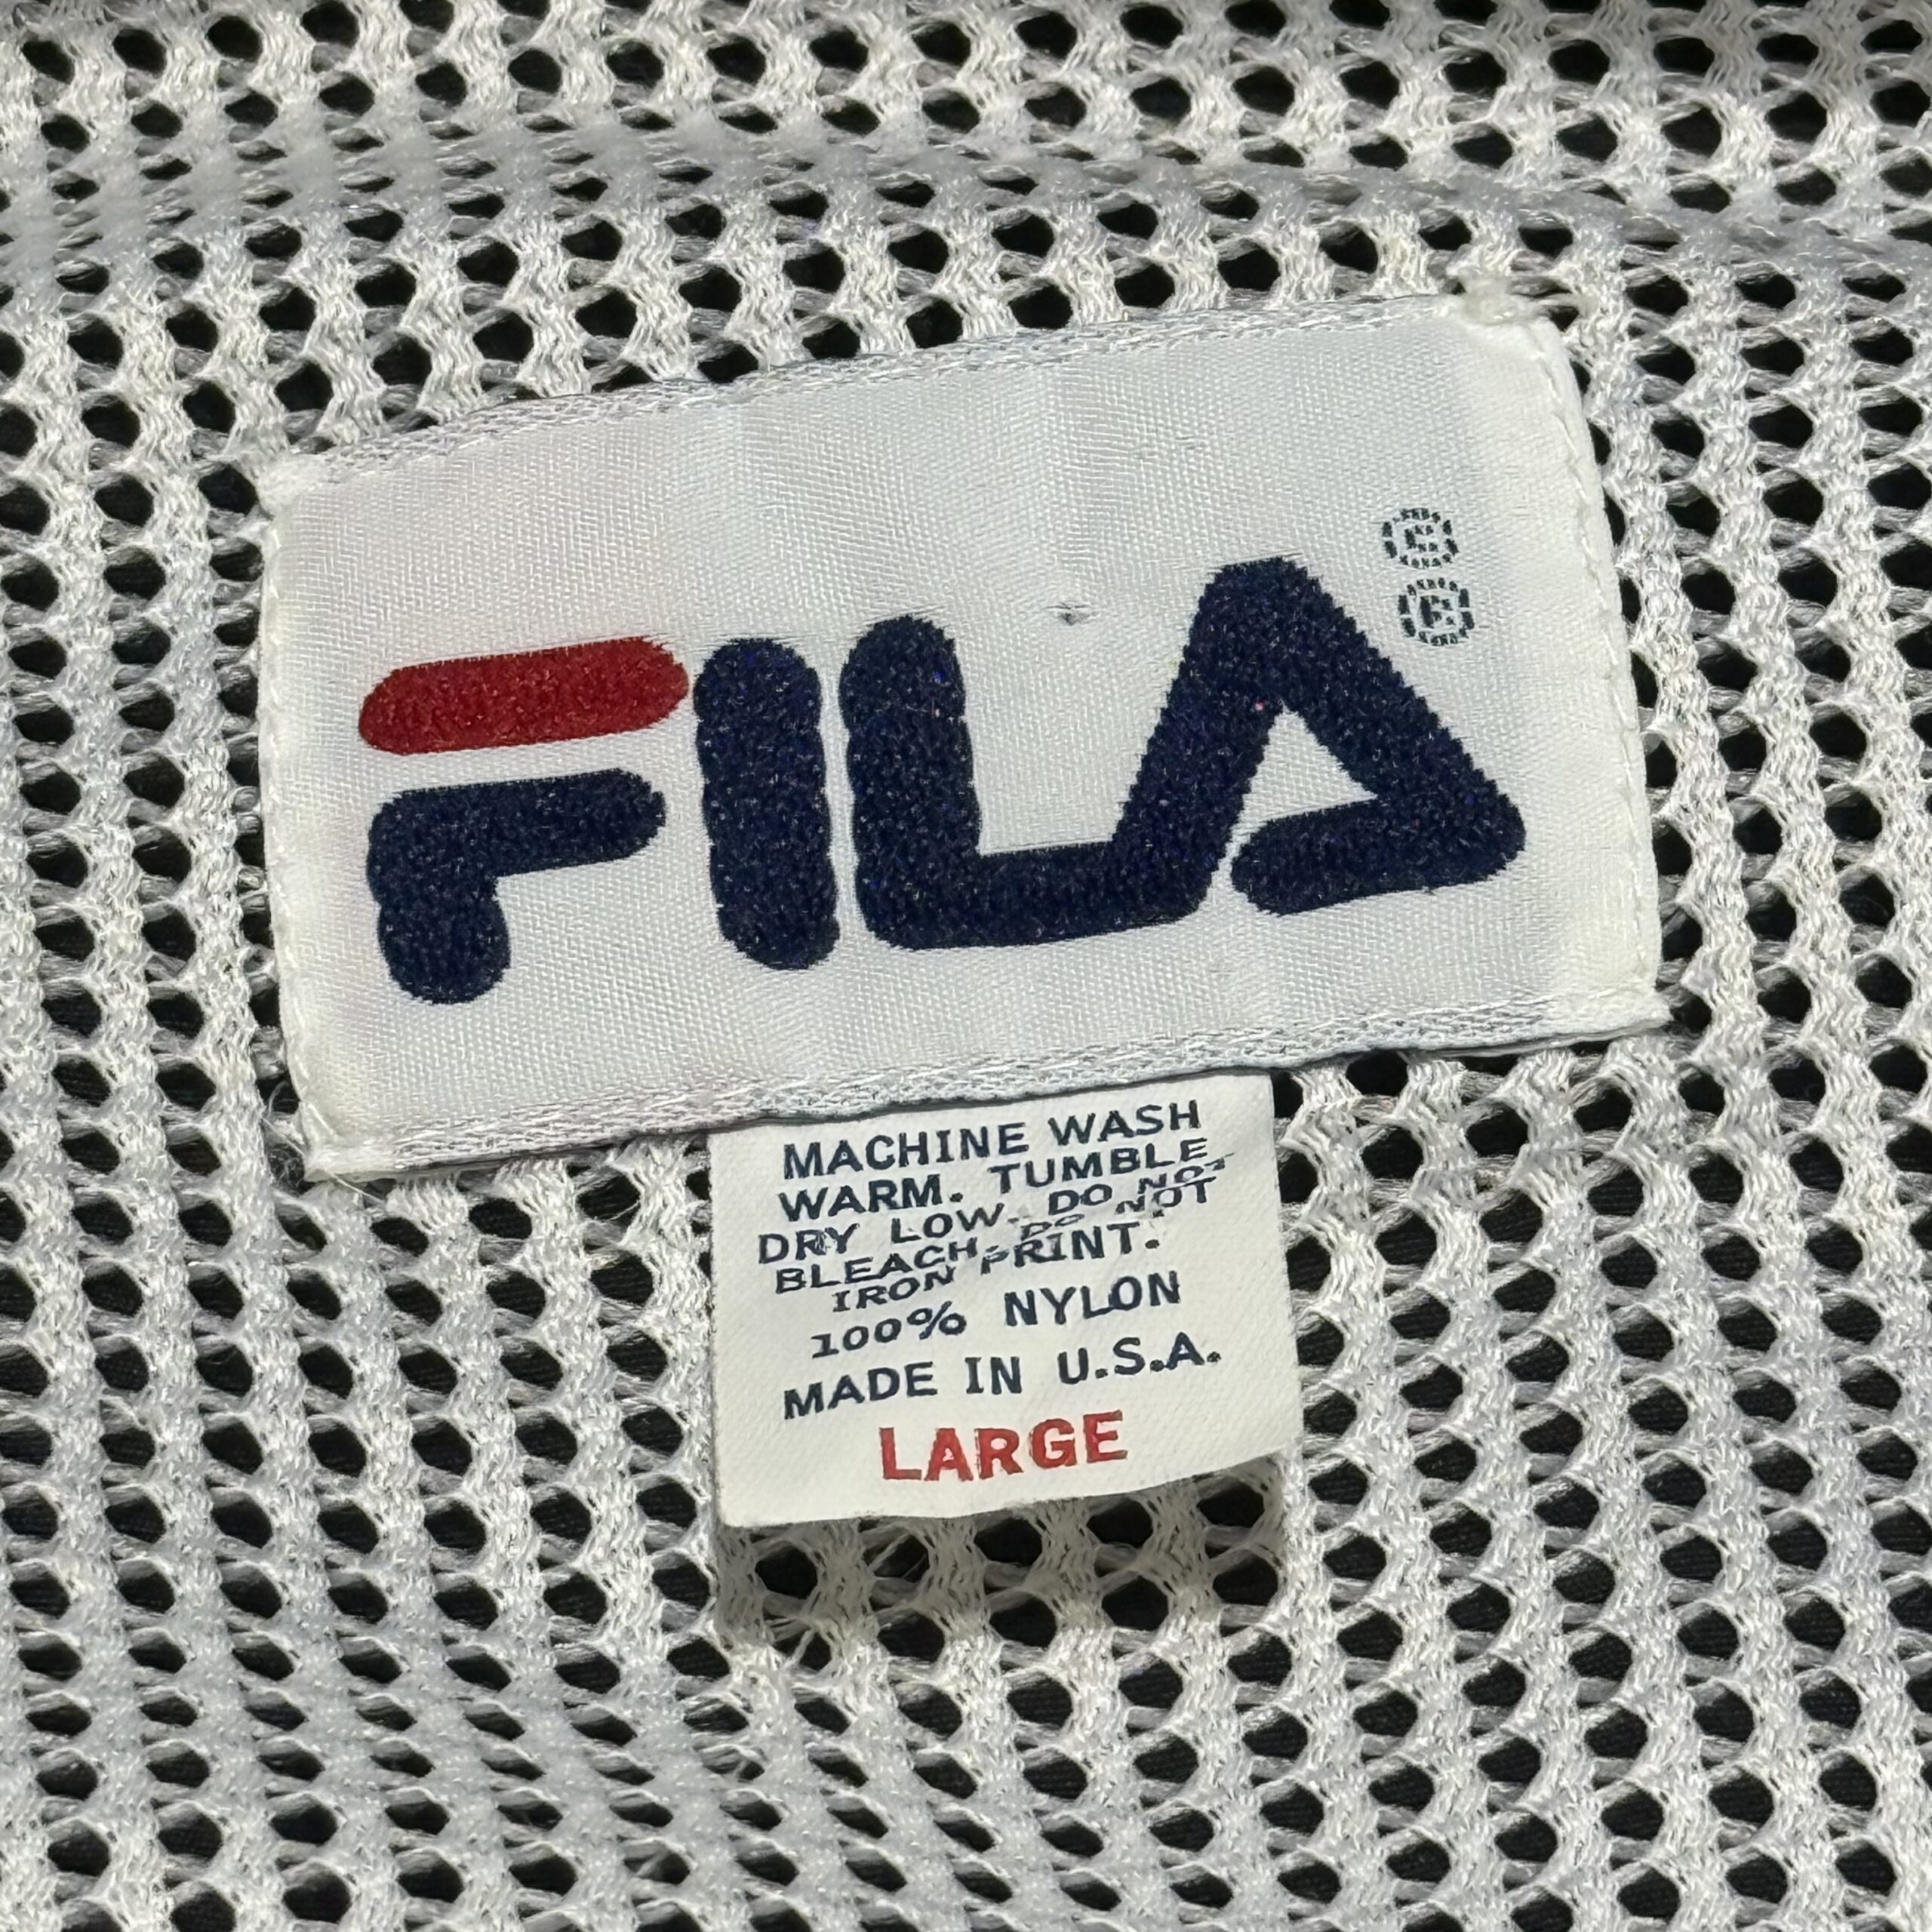 FILA
®
®
MACHINE WASH
WARM. TUMBLE
DRY LOW. DO NOT
BLEACH. DO NOT
IRON PRINT.
100% NYLON
MADE IN U.S.A.
LARGE